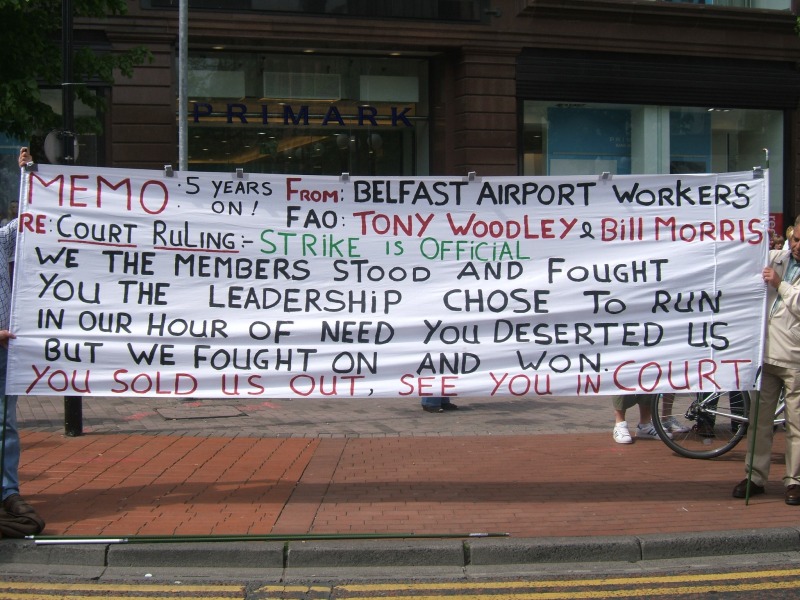 PRIMARK
MEMO: 5 YEARS ON! FROM: BELFAST AIRPORT WORKERS
FAO: TONY WOODLEY & BILL MORRIS
RE: COURT RULING:- STRIKE IS OFFICIAL
WE THE MEMBERS STOOD AND FOUGHT
YOU THE LEADERSHIP CHOSE TO RUN
IN OUR HOUR OF NEED YOU DESERTED US
BUT WE FOUGHT ON AND WON.
YOU SOLD US OUT, SEE YOU IN COURT